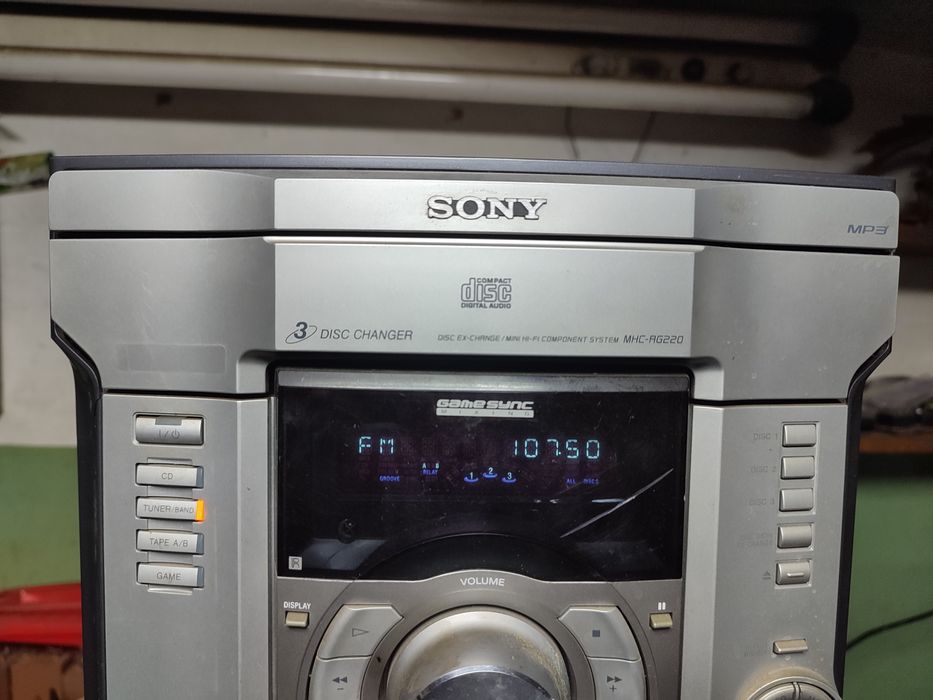 SONY
MP3
COMPACT
disc
DIGITAL AUDIO
3 DISC CHANGER
DISC EX-CHANGE / MINI HI-FI COMPONENT SYSTEM MHC-RG220
GAME SYNC
MIXING
I/⏻
CD
TUNER/BAND
TAPE A/B
GAME
FM 107.50
A B
RELAY
GROOVE
1 2 3
ALL DISCS
DISC 1
DISC 2
DISC 3
VOLUME
DISPLAY